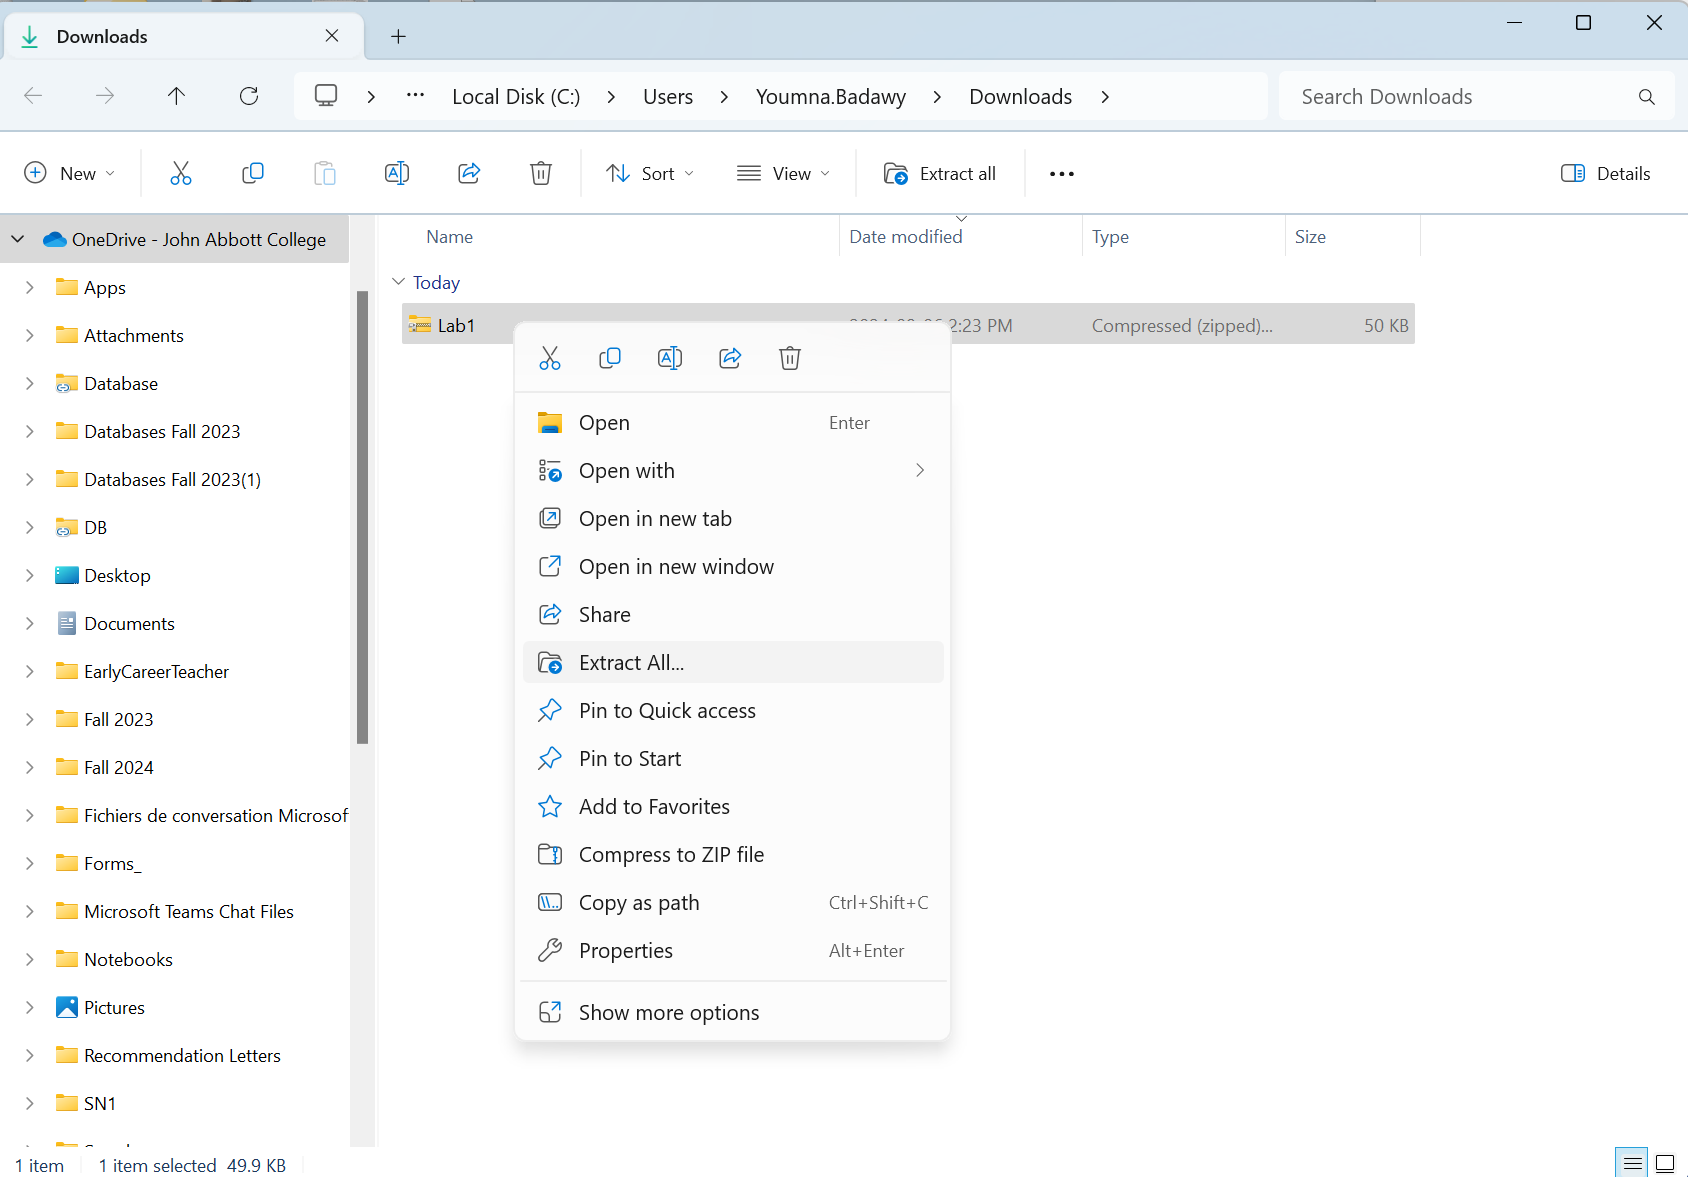 Downloads
Local Disk (C:) Users Youmna.Badawy Downloads
Search Downloads
New
Sort
View
Extract all
Details
OneDrive - John Abbott College
Apps
Attachments
Database
Databases Fall 2023
Databases Fall 2023(1)
DB
Desktop
Documents
EarlyCareerTeacher
Fall 2023
Fall 2024
Fichiers de conversation Microsof
Forms_
Microsoft Teams Chat Files
Notebooks
Pictures
Recommendation Letters
SN1
Name Date modified Type Size
Today
Lab1 2:23 PM Compressed (zipped)... 50 KB
Open Enter
Open with
Open in new tab
Open in new window
Share
Extract All...
Pin to Quick access
Pin to Start
Add to Favorites
Compress to ZIP file
Copy as path Ctrl+Shift+C
Properties Alt+Enter
Show more options
1 item 1 item selected 49.9 KB